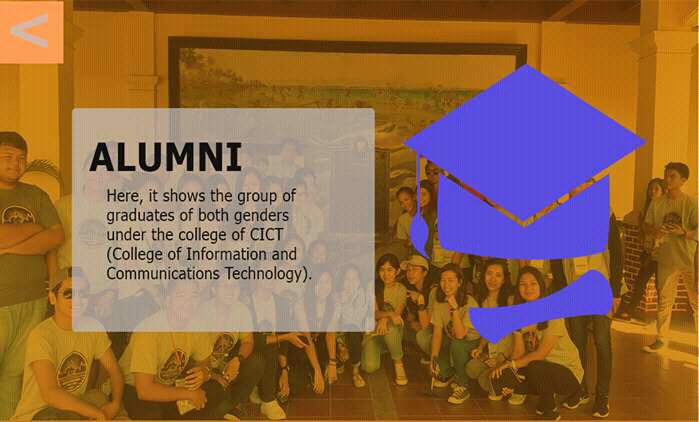 <
ALUMNI
Here, it shows the group of
graduates of both genders
under the college of CICT
(College of Information and
Communications Technology).